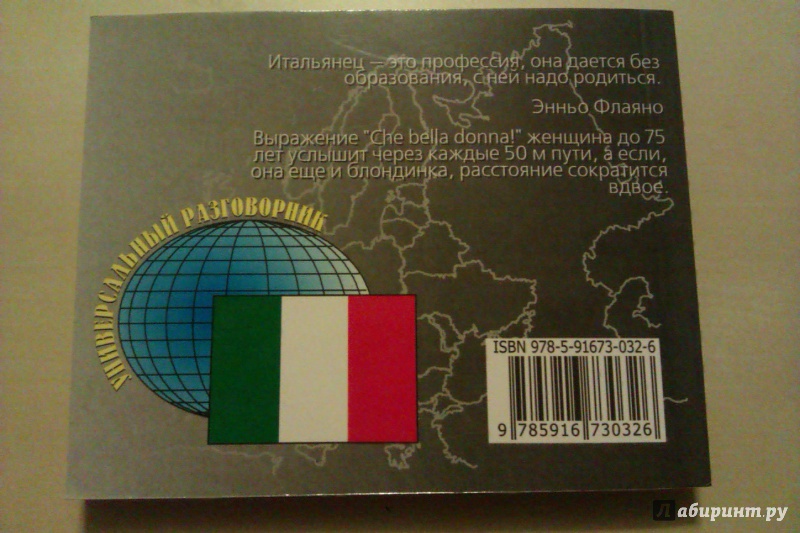 Итальянец — это профессия, она дается без
образования, с ней надо родиться.
Энньо Флаяно
Выражение "Che bella donna!" женщина до 75
лет услышит через каждые 50 м пути, а если,
она еще и блондинка, расстояние сократится
вдвое.
УНИВЕРСАЛЬНЫЙ РАЗГОВОРНИК
ISBN 978-5-91673-032-6
9 785916 730326
Лабиринт.ру